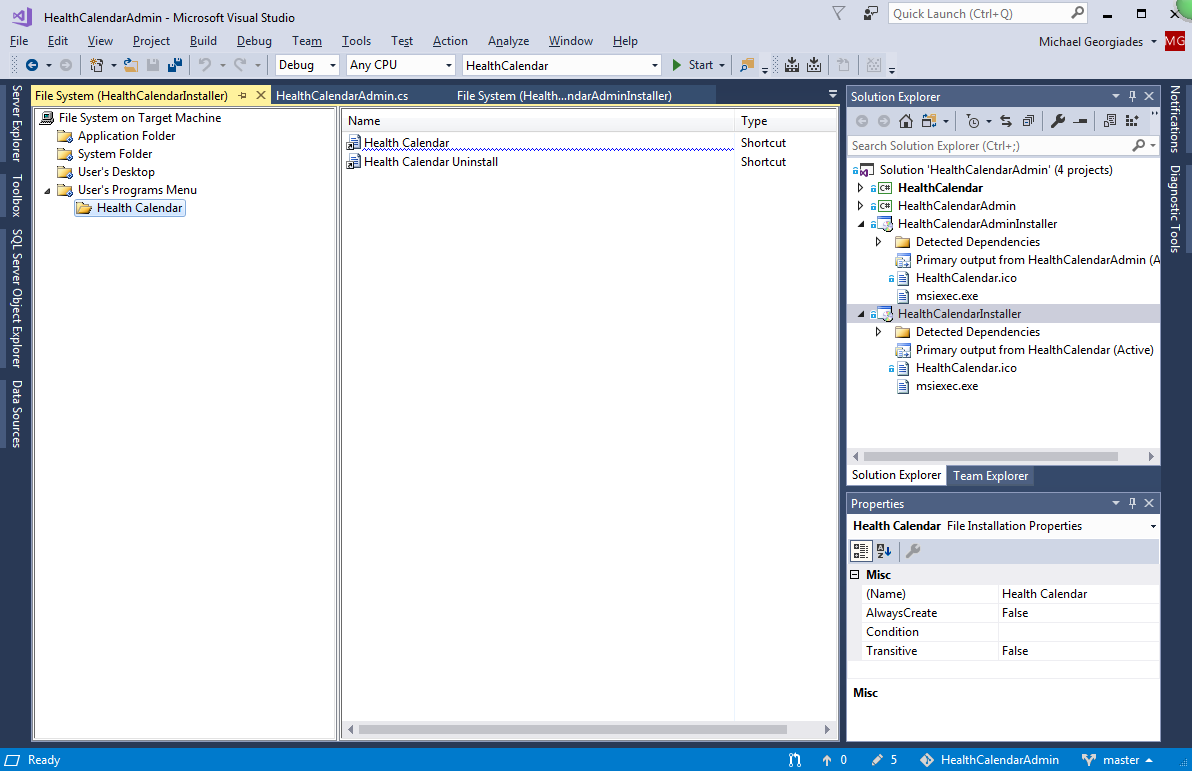 HealthCalendarAdmin - Microsoft Visual Studio
Quick Launch (Ctrl+Q)
File Edit View Project Build Debug Team Tools Test Action Analyze Window Help
Michael Georgiades MG
Debug Any CPU HealthCalendar Start
Server Explorer
Toolbox
SQL Server Object Explorer
Data Sources
File System (HealthCalendarInstaller) HealthCalendarAdmin.cs File System (Health...ndarAdminInstaller)
File System on Target Machine
Application Folder
System Folder
User's Desktop
User's Programs Menu
Health Calendar
Name Type
Health Calendar Shortcut
Health Calendar Uninstall Shortcut
Solution Explorer
Search Solution Explorer (Ctrl+;)
Solution 'HealthCalendarAdmin' (4 projects)
C# HealthCalendar
C# HealthCalendarAdmin
HealthCalendarAdminInstaller
Detected Dependencies
Primary output from HealthCalendarAdmin (A
HealthCalendar.ico
msiexec.exe
HealthCalendarInstaller
Detected Dependencies
Primary output from HealthCalendar (Active)
HealthCalendar.ico
msiexec.exe
Solution Explorer Team Explorer
Properties
Health Calendar File Installation Properties
Misc
(Name) Health Calendar
AlwaysCreate False
Condition
Transitive False
Misc
Notifications
Diagnostic Tools
Ready 0 5 HealthCalendarAdmin master